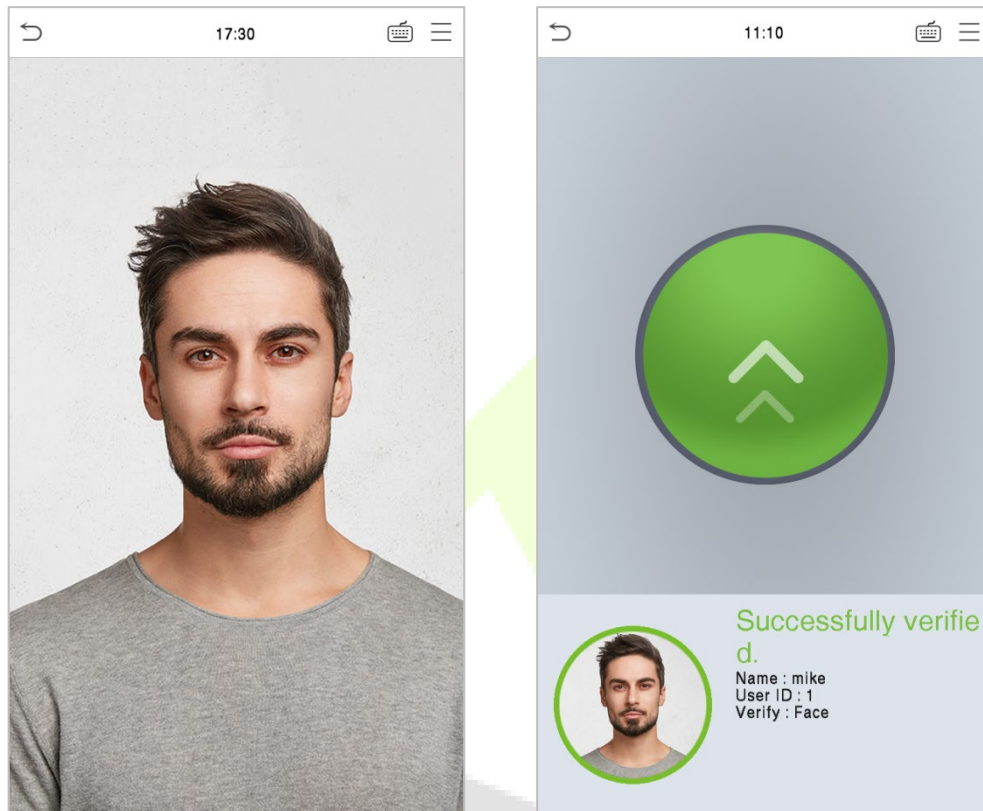 17:30
11:10
Successfully verifie
d.
Name : mike
User ID : 1
Verify : Face